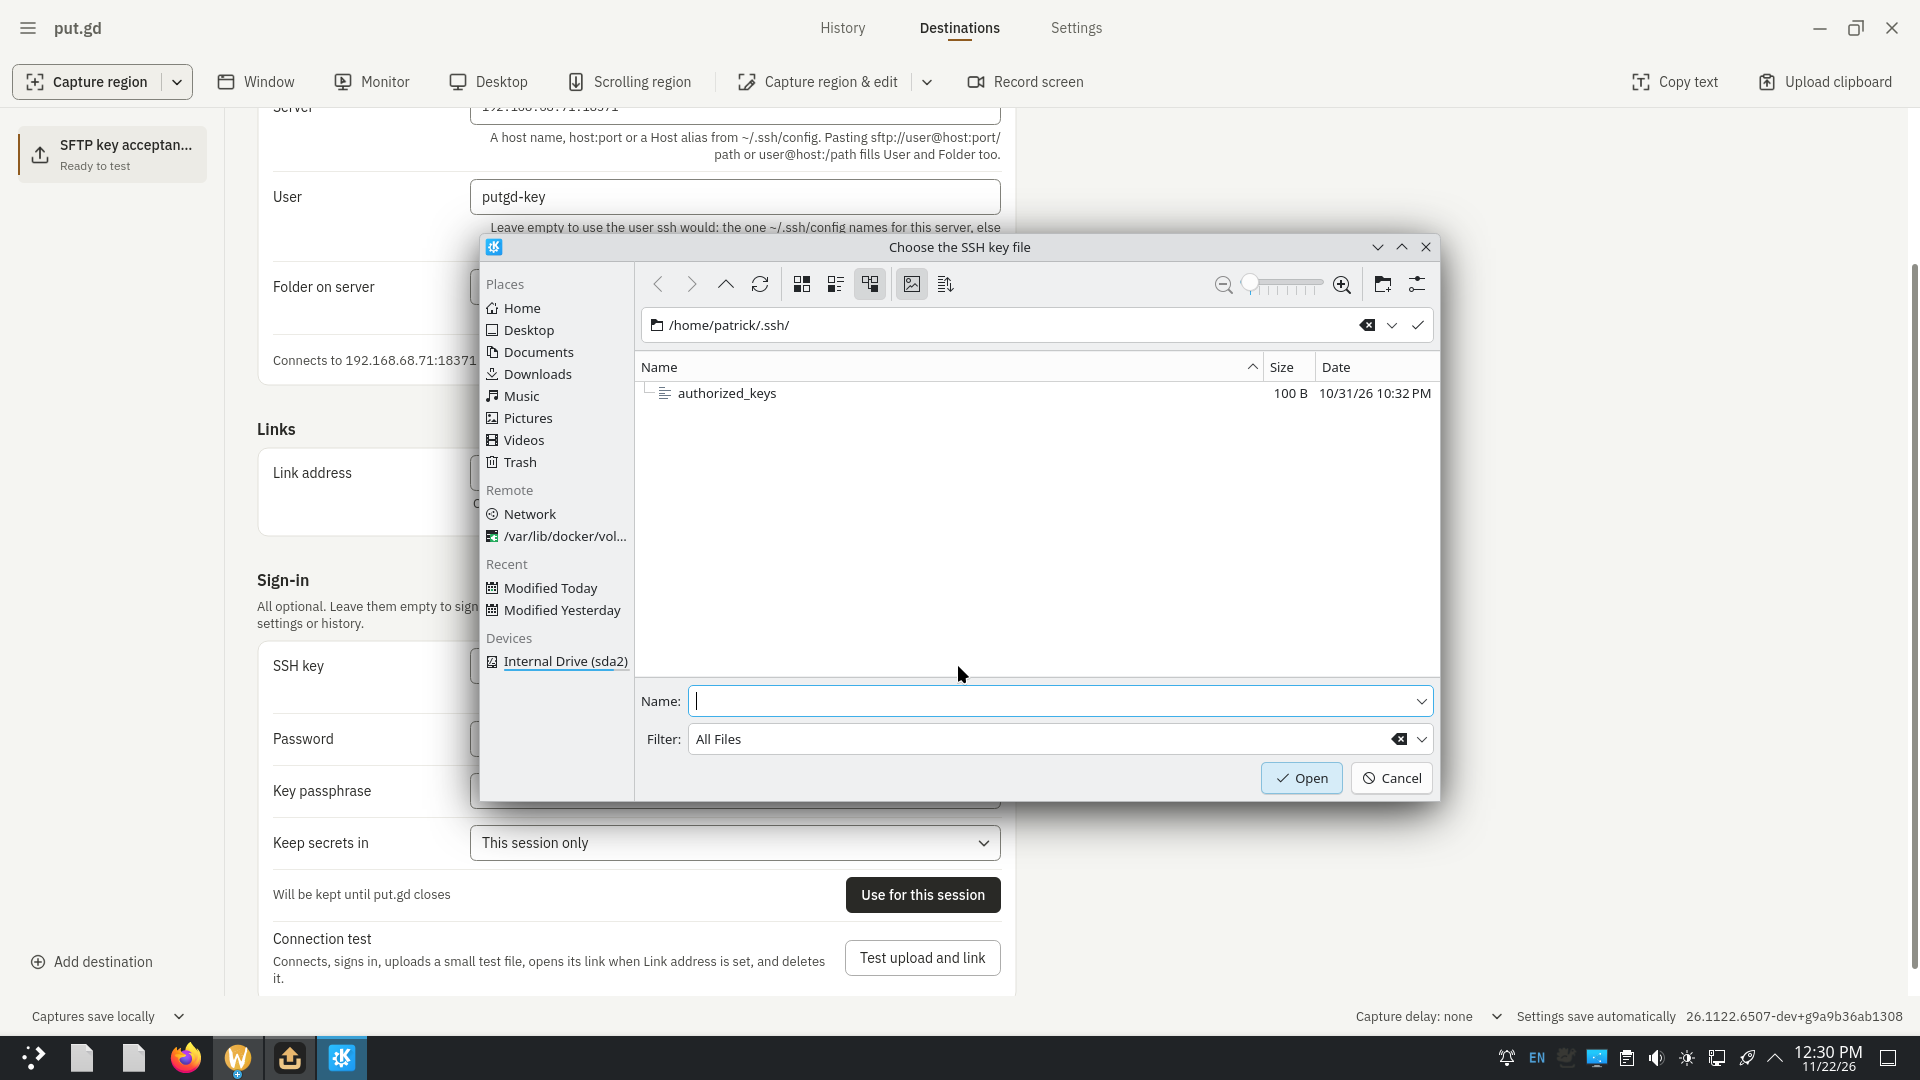 put.gd
History
Destinations
Settings
Capture region
Window
Monitor
Desktop
Scrolling region
Capture region & edit
Record screen
Copy text
Upload clipboard
SFTP key acceptan...
Ready to test
Server
192.168.68.71:18371
A host name, host:port or a Host alias from ~/.ssh/config. Pasting sftp://user@host:port/
path or user@host:/path fills User and Folder too.
User
putgd-key
Leave empty to use the user ssh would: the one ~/.ssh/config names for this server, else
Folder on server
Connects to 192.168.68.71:18371
Links
Link address
Sign-in
All optional. Leave them empty to sign
settings or history.
SSH key
Password
Key passphrase
Keep secrets in
This session only
Will be kept until put.gd closes
Use for this session
Connection test
Connects, signs in, uploads a small test file, opens its link when Link address is set, and deletes
it.
Test upload and link
Add destination
Choose the SSH key file
Places
Home
Desktop
Documents
Downloads
Music
Pictures
Videos
Trash
Remote
Network
/var/lib/docker/vol...
Recent
Modified Today
Modified Yesterday
Devices
Internal Drive (sda2)
/home/patrick/.ssh/
Name
Size
Date
authorized_keys
100 B
10/31/26 10:32 PM
Name:
Filter:
All Files
Open
Cancel
Captures save locally
Capture delay: none
Settings save automatically
26.1122.6507-dev+g9a9b36ab1308
EN
12:30 PM
11/22/26